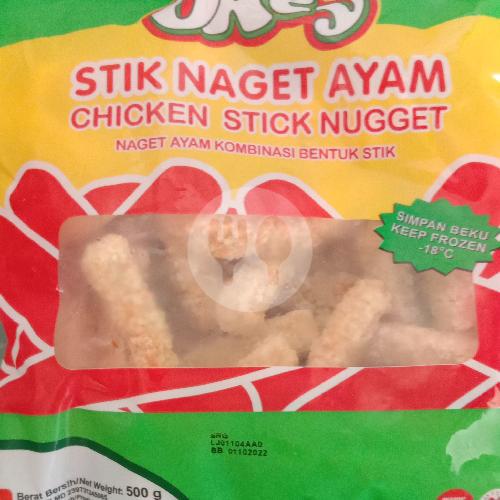 STIK NAGET AYAM
CHICKEN STICK NUGGET
NAGET AYAM KOMBINASI BENTUK STIK
SIMPAN BEKU
KEEP FROZEN
-18°C
SRG
LJ01104AA0
BB 01102022
Berat Bersih/Net Weight: 500 g